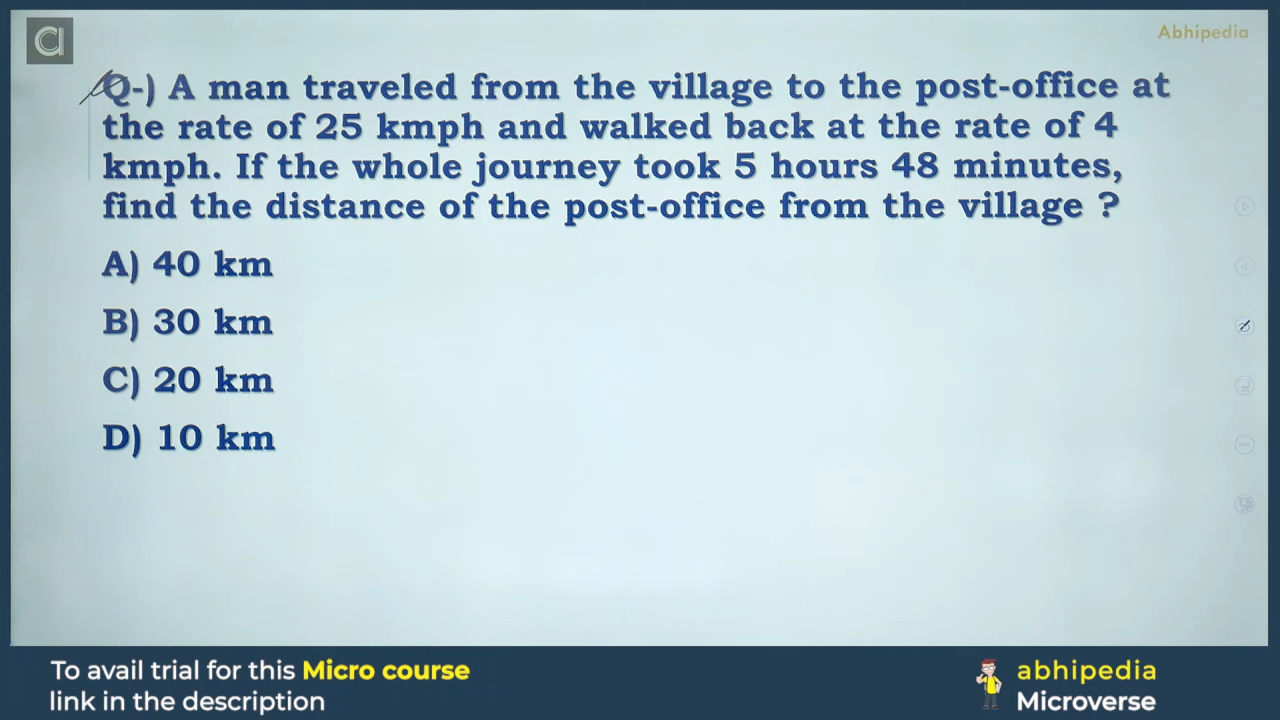 a
Abhipedia
Q-) A man traveled from the village to the post-office at
the rate of 25 kmph and walked back at the rate of 4
kmph. If the whole journey took 5 hours 48 minutes,
find the distance of the post-office from the village ?
A) 40 km
B) 30 km
C) 20 km
D) 10 km
To avail trial for this Micro course
link in the description
abhipedia
Microverse